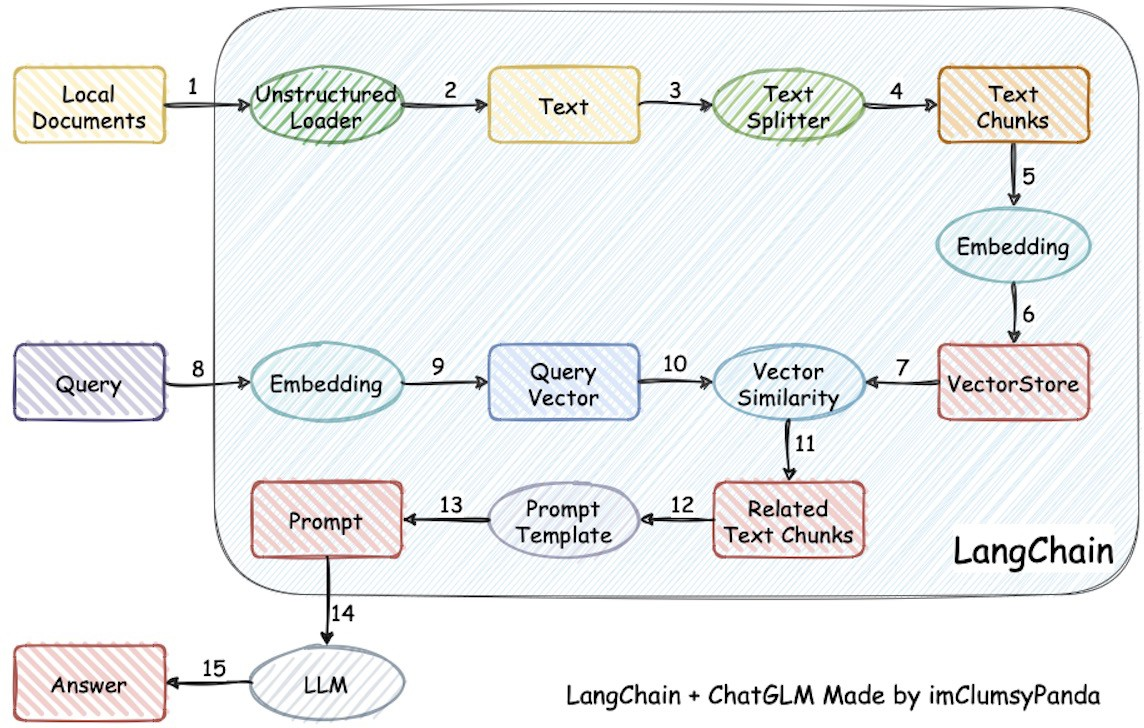 Local
Documents
1
Unstructured
Loader
2
Text
3
Text
Splitter
4
Text
Chunks
5
Embedding
6
Query
8
Embedding
9
Query
Vector
10
Vector
Similarity
7
VectorStore
11
Prompt
13
Prompt
Template
12
Related
Text Chunks
LangChain
14
Answer
15
LLM
LangChain + ChatGLM Made by imClumsyPanda